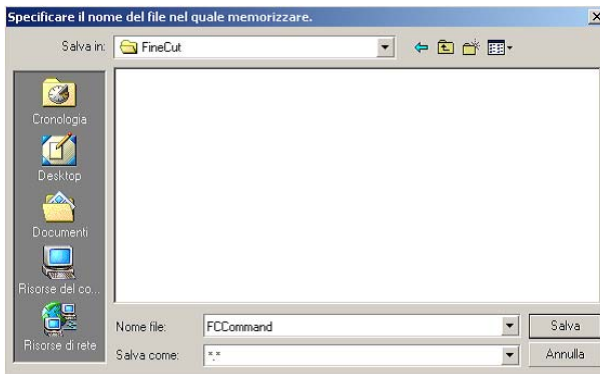 Specificare il nome del file nel quale memorizzare.
Salva in: FineCut
Cronologia
Desktop
Documenti
Risorse del co...
Risorse di rete
Nome file: FCCommand Salva
Salva come: *.* Annulla